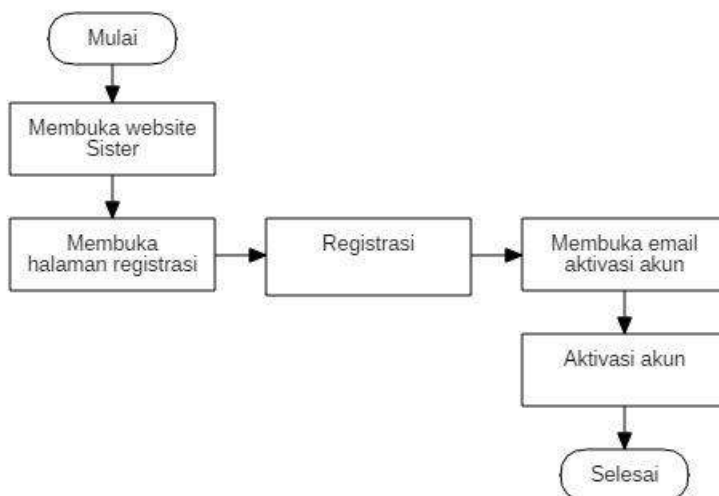 Mulai
Membuka website
Sister
Membuka
halaman registrasi
Registrasi
Membuka email
aktivasi akun
Aktivasi akun
Selesai